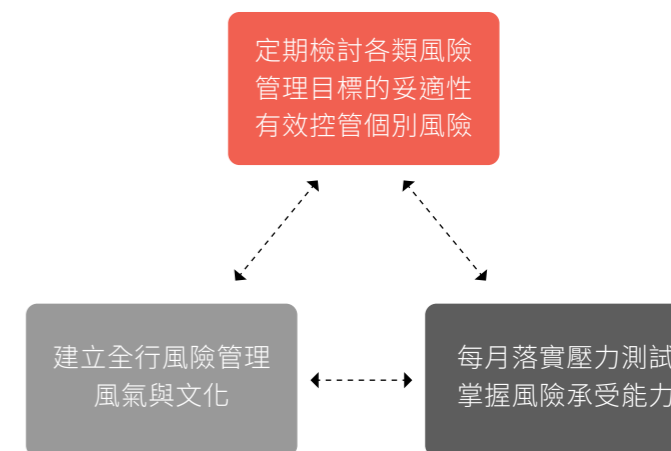 定期檢討各類風險
管理目標的妥適性
有效控管個別風險
建立全行風險管理
風氣與文化
每月落實壓力測試
掌握風險承受能力